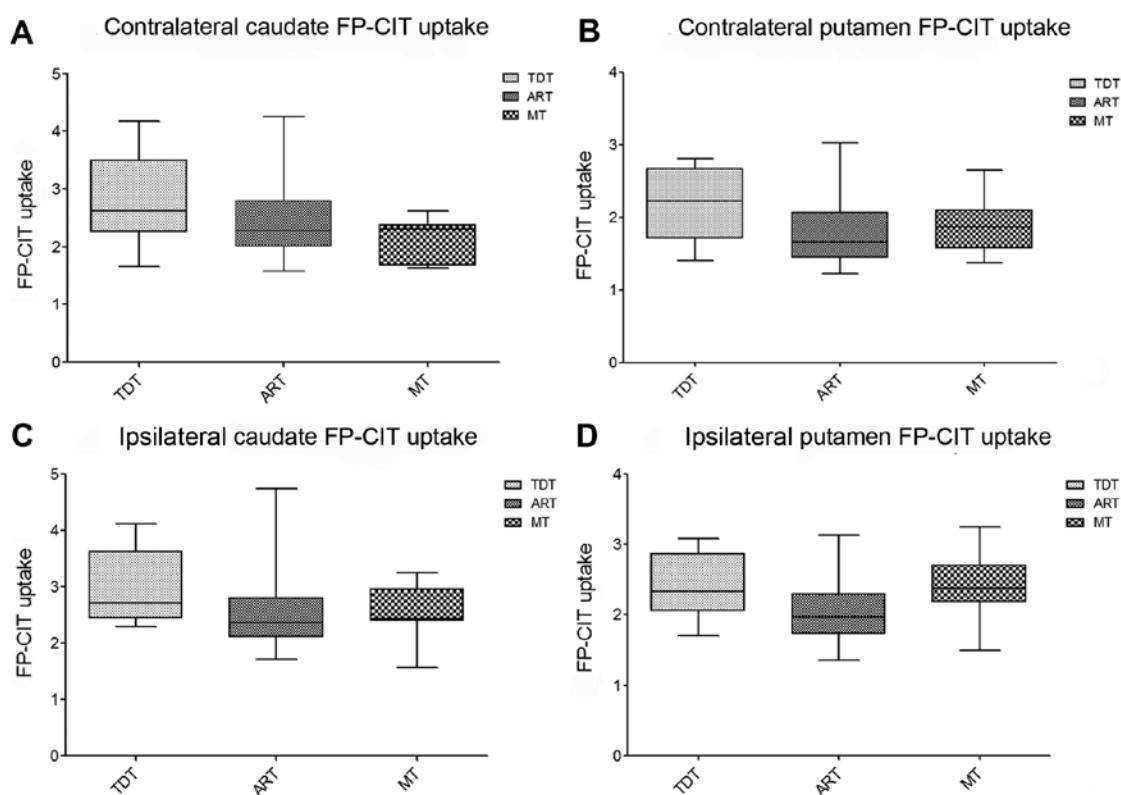 A
Contralateral caudate FP-CIT uptake
FP-CIT uptake
5
4
3
2
1
0
TDT
ART
MT
TDT
ART
MT
B
Contralateral putamen FP-CIT uptake
FP-CIT uptake
4
3
2
1
0
TDT
ART
MT
TDT
ART
MT
C
Ipsilateral caudate FP-CIT uptake
FP-CIT uptake
5
4
3
2
1
0
TDT
ART
MT
TDT
ART
MT
D
Ipsilateral putamen FP-CIT uptake
FP-CIT uptake
4
3
2
1
0
TDT
ART
MT
TDT
ART
MT